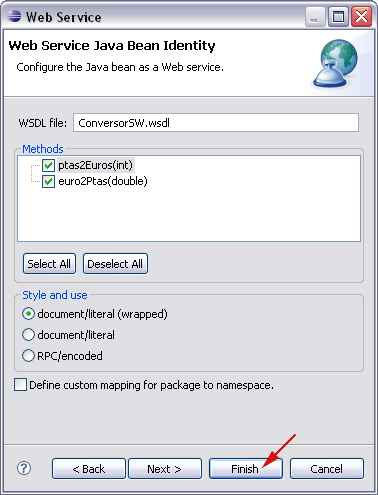 Web Service
Web Service Java Bean Identity
Configure the Java bean as a Web service.
WSDL file: ConversorSW.wsdl
Methods
ptas2Euros(int)
euro2Ptas(double)
Select All Deselect All
Style and use
document/literal (wrapped)
document/literal
RPC/encoded
Define custom mapping for package to namespace.
? < Back Next > Finish Cancel